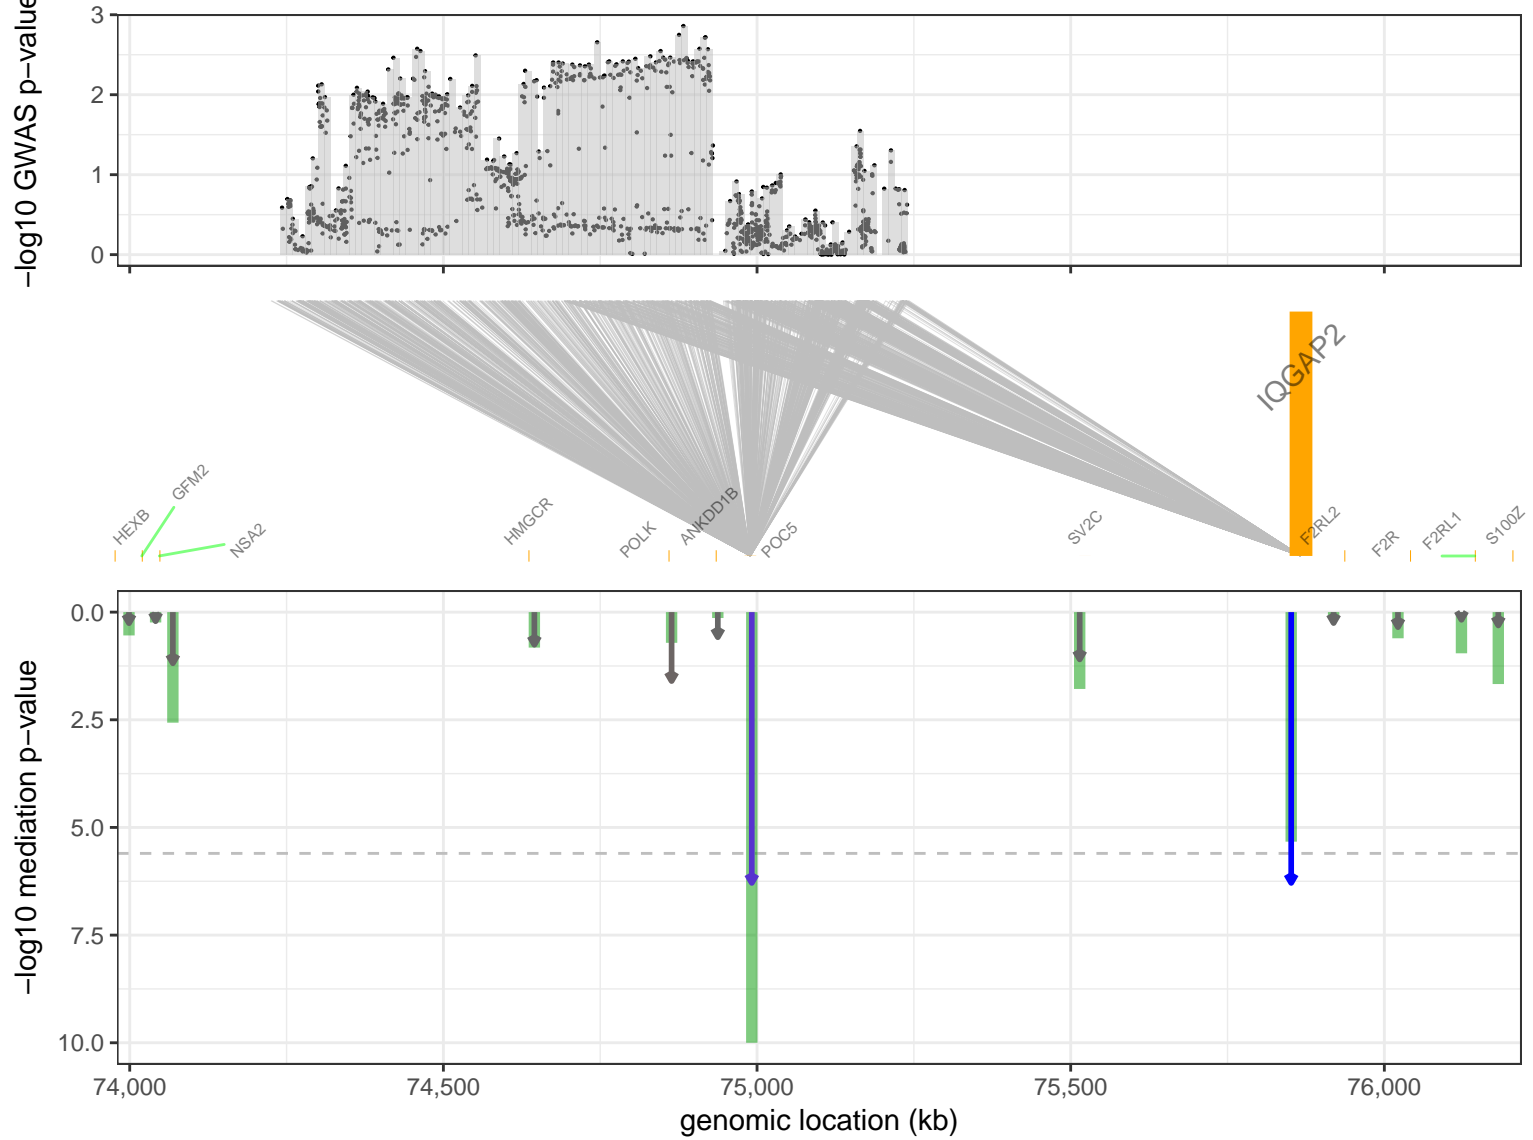 3
2
1
0
−log10 GWAS p−value
IQGAP2
HEXB
GFM2
NSA2
HMGCR
POLK
ANKDD1B
POC5
SV2C
F2RL2
F2R
F2RL1
S100Z
0.0
2.5
5.0
7.5
10.0
−log10 mediation p−value
74,000 74,500 75,000 75,500 76,000
genomic location (kb)